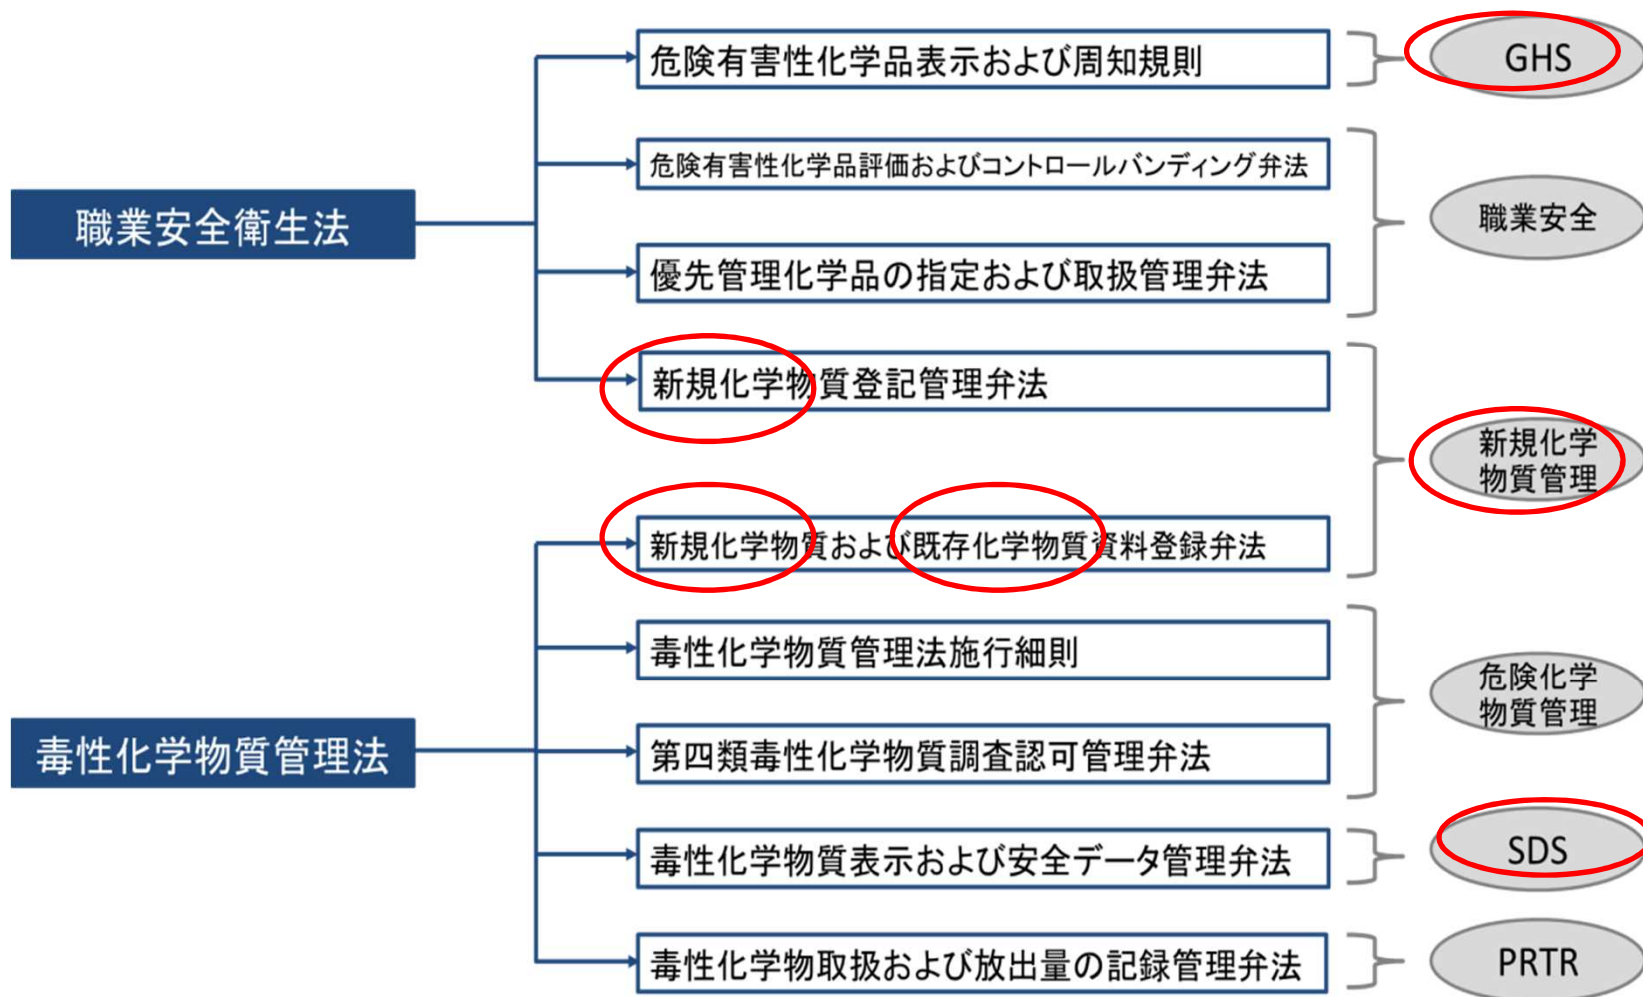 危険有害性化学品表示および周知規則
GHS
危険有害性化学品評価およびコントロールバンディング弁法
職業安全衛生法
職業安全
優先管理化学品の指定および取扱管理弁法
新規化学物質登記管理弁法
新規化学
物質管理
新規化学物質および既存化学物質資料登録弁法
毒性化学物質管理法施行細則
危険化学
物質管理
毒性化学物質管理法
第四類毒性化学物質調査認可管理弁法
毒性化学物質表示および安全データ管理弁法
SDS
毒性化学物取扱および放出量の記録管理弁法
PRTR